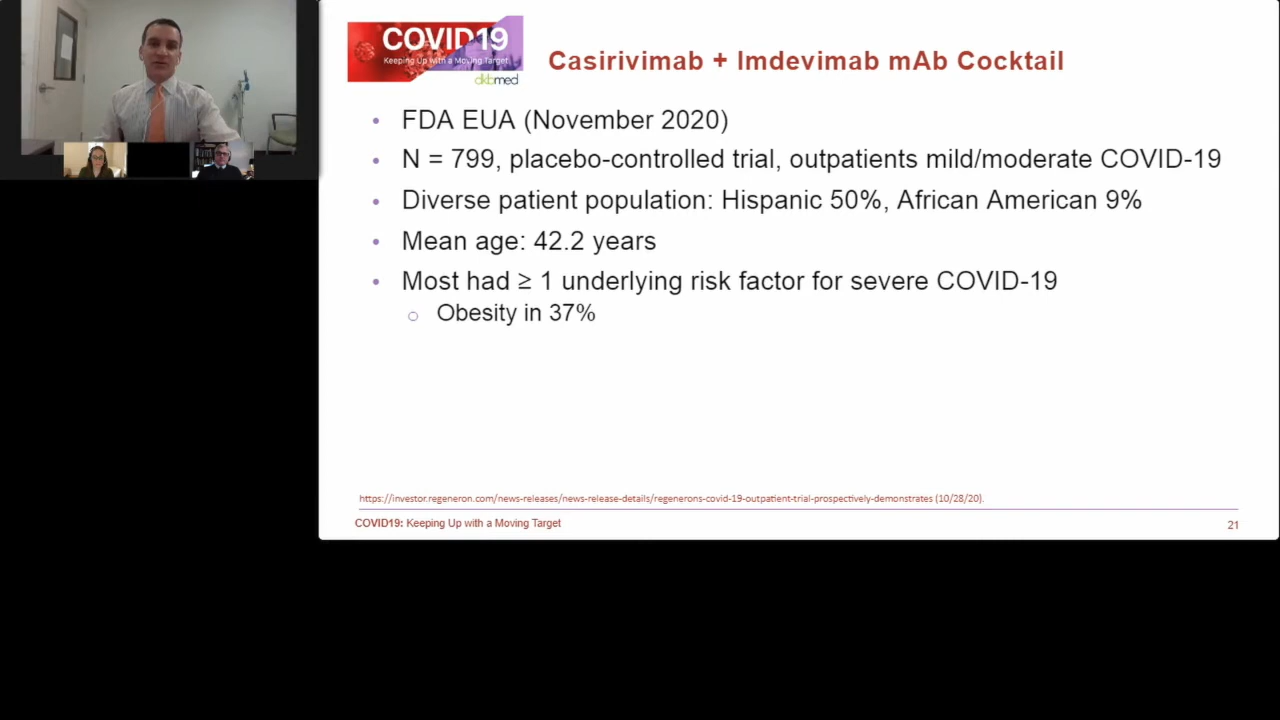 COVID19
Keeping Up with a Moving Target
dkbmed
Casirivimab + Imdevimab mAb Cocktail
• FDA EUA (November 2020)
• N = 799, placebo-controlled trial, outpatients mild/moderate COVID-19
• Diverse patient population: Hispanic 50%, African American 9%
• Mean age: 42.2 years
• Most had ≥ 1 underlying risk factor for severe COVID-19
○ Obesity in 37%
https://investor.regeneron.com/news-releases/news-release-details/regenerons-covid-19-outpatient-trial-prospectively-demonstrates (10/28/20).
COVID19: Keeping Up with a Moving Target
21